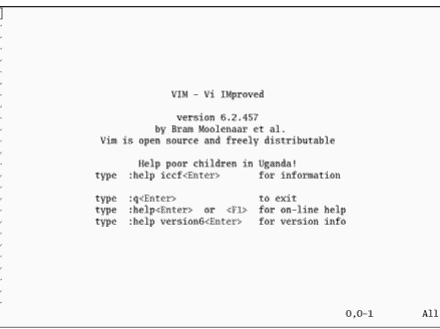 VIM - Vi IMproved
version 6.2.457
by Bram Moolenaar et al.
Vim is open source and freely distributable
Help poor children in Uganda!
type :help iccf<Enter> for information
type :q<Enter> to exit
type :help<Enter> or <F1> for on-line help
type :help version6<Enter> for version info
0,0-1 All